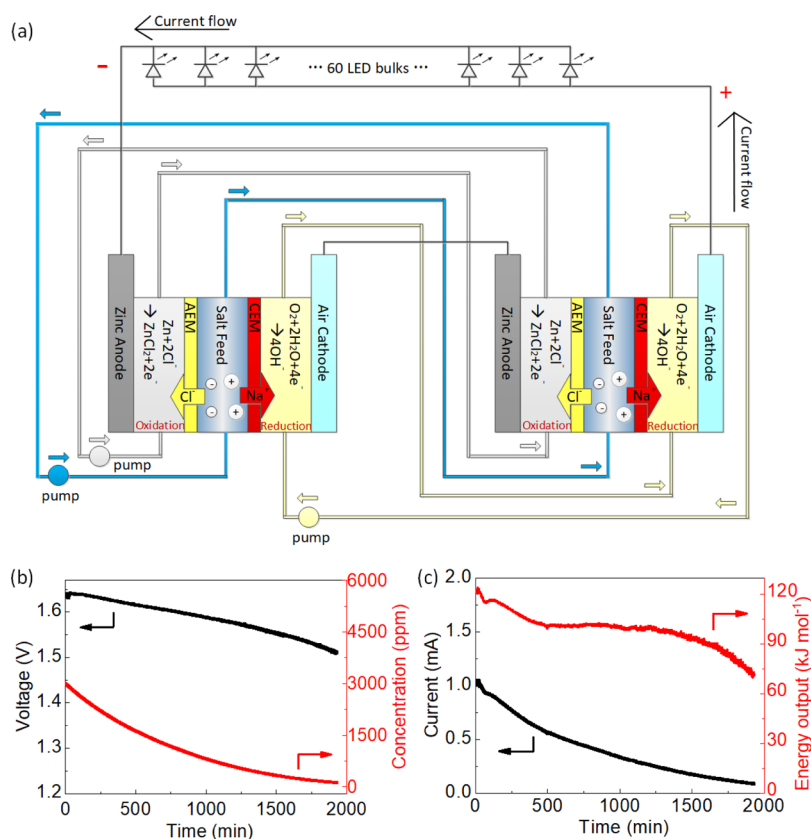 (a)
Current flow
−
··· 60 LED bulks ···
+
Current flow
Zinc Anode
Zn+2Cl⁻
→ ZnCl₂+2e⁻
Oxidation
AEM
Cl⁻
Salt Feed
- +
- +
CEM
Na⁺
O₂+2H₂O+4e⁻
→4OH⁻
Reduction
Air Cathode
Zinc Anode
Zn+2Cl⁻
→ ZnCl₂+2e⁻
Oxidation
AEM
Cl⁻
Salt Feed
- +
- +
CEM
Na⁺
O₂+2H₂O+4e⁻
→4OH⁻
Reduction
Air Cathode
pump
pump
pump
(b)
Voltage (V)
1.6
1.5
1.4
1.3
1.2
6000
4500
3000
1500
0
Concentration (ppm)
0 500 1000 1500 2000
Time (min)
(c)
Current (mA)
2.0
1.5
1.0
0.5
0.0
120
90
60
30
0
Energy output (kJ mol⁻¹)
0 500 1000 1500 2000
Time (min)